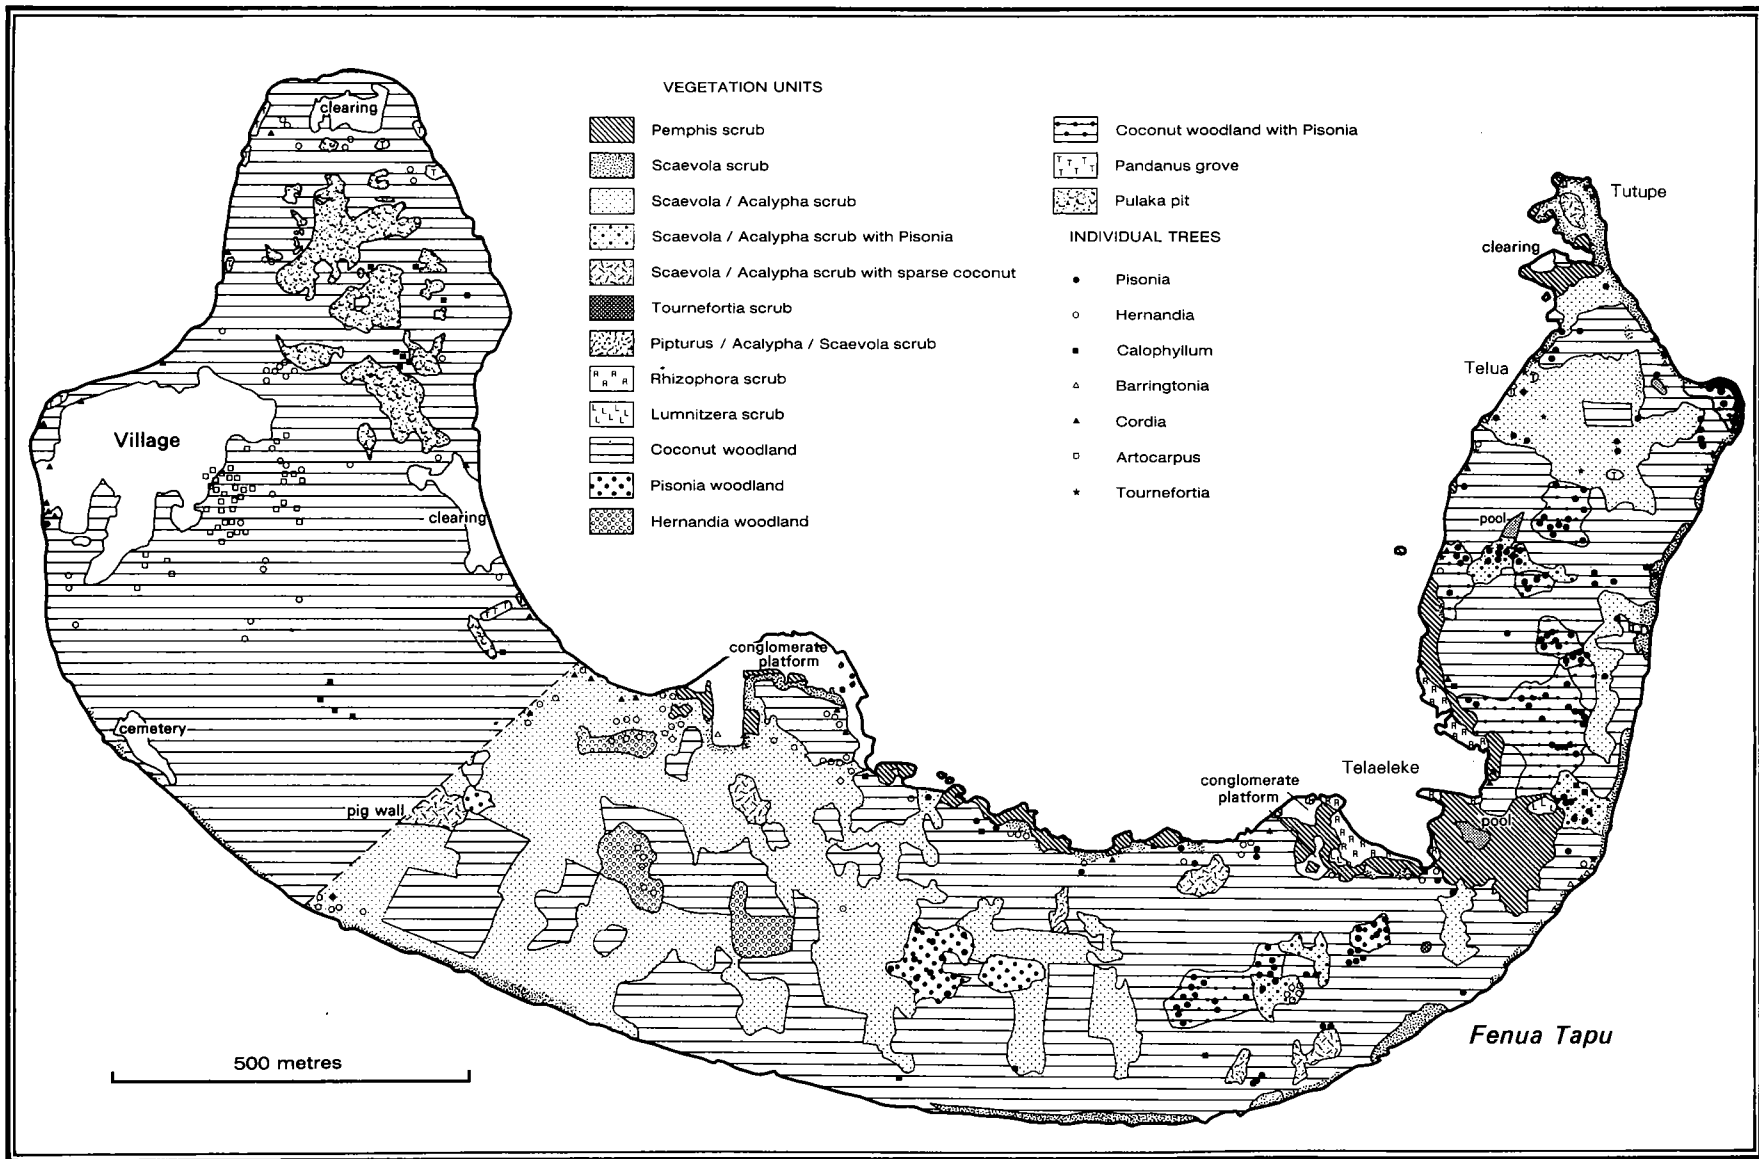 VEGETATION UNITS
Pemphis scrub
Scaevola scrub
Scaevola / Acalypha scrub
Scaevola / Acalypha scrub with Pisonia
Scaevola / Acalypha scrub with sparse coconut
Tournefortia scrub
Pipturus / Acalypha / Scaevola scrub
Rhizophora scrub
Lumnitzera scrub
Coconut woodland
Pisonia woodland
Hernandia woodland
Coconut woodland with Pisonia
Pandanus grove
Pulaka pit
INDIVIDUAL TREES
Pisonia
Hernandia
Calophyllum
Barringtonia
Cordia
Artocarpus
Tournefortia
clearing
Village
clearing
cemetery
pig wall
conglomerate
platform
Tutupe
clearing
Telua
pool
Telaeleke
conglomerate
platform
pool
Fenua Tapu
500 metres